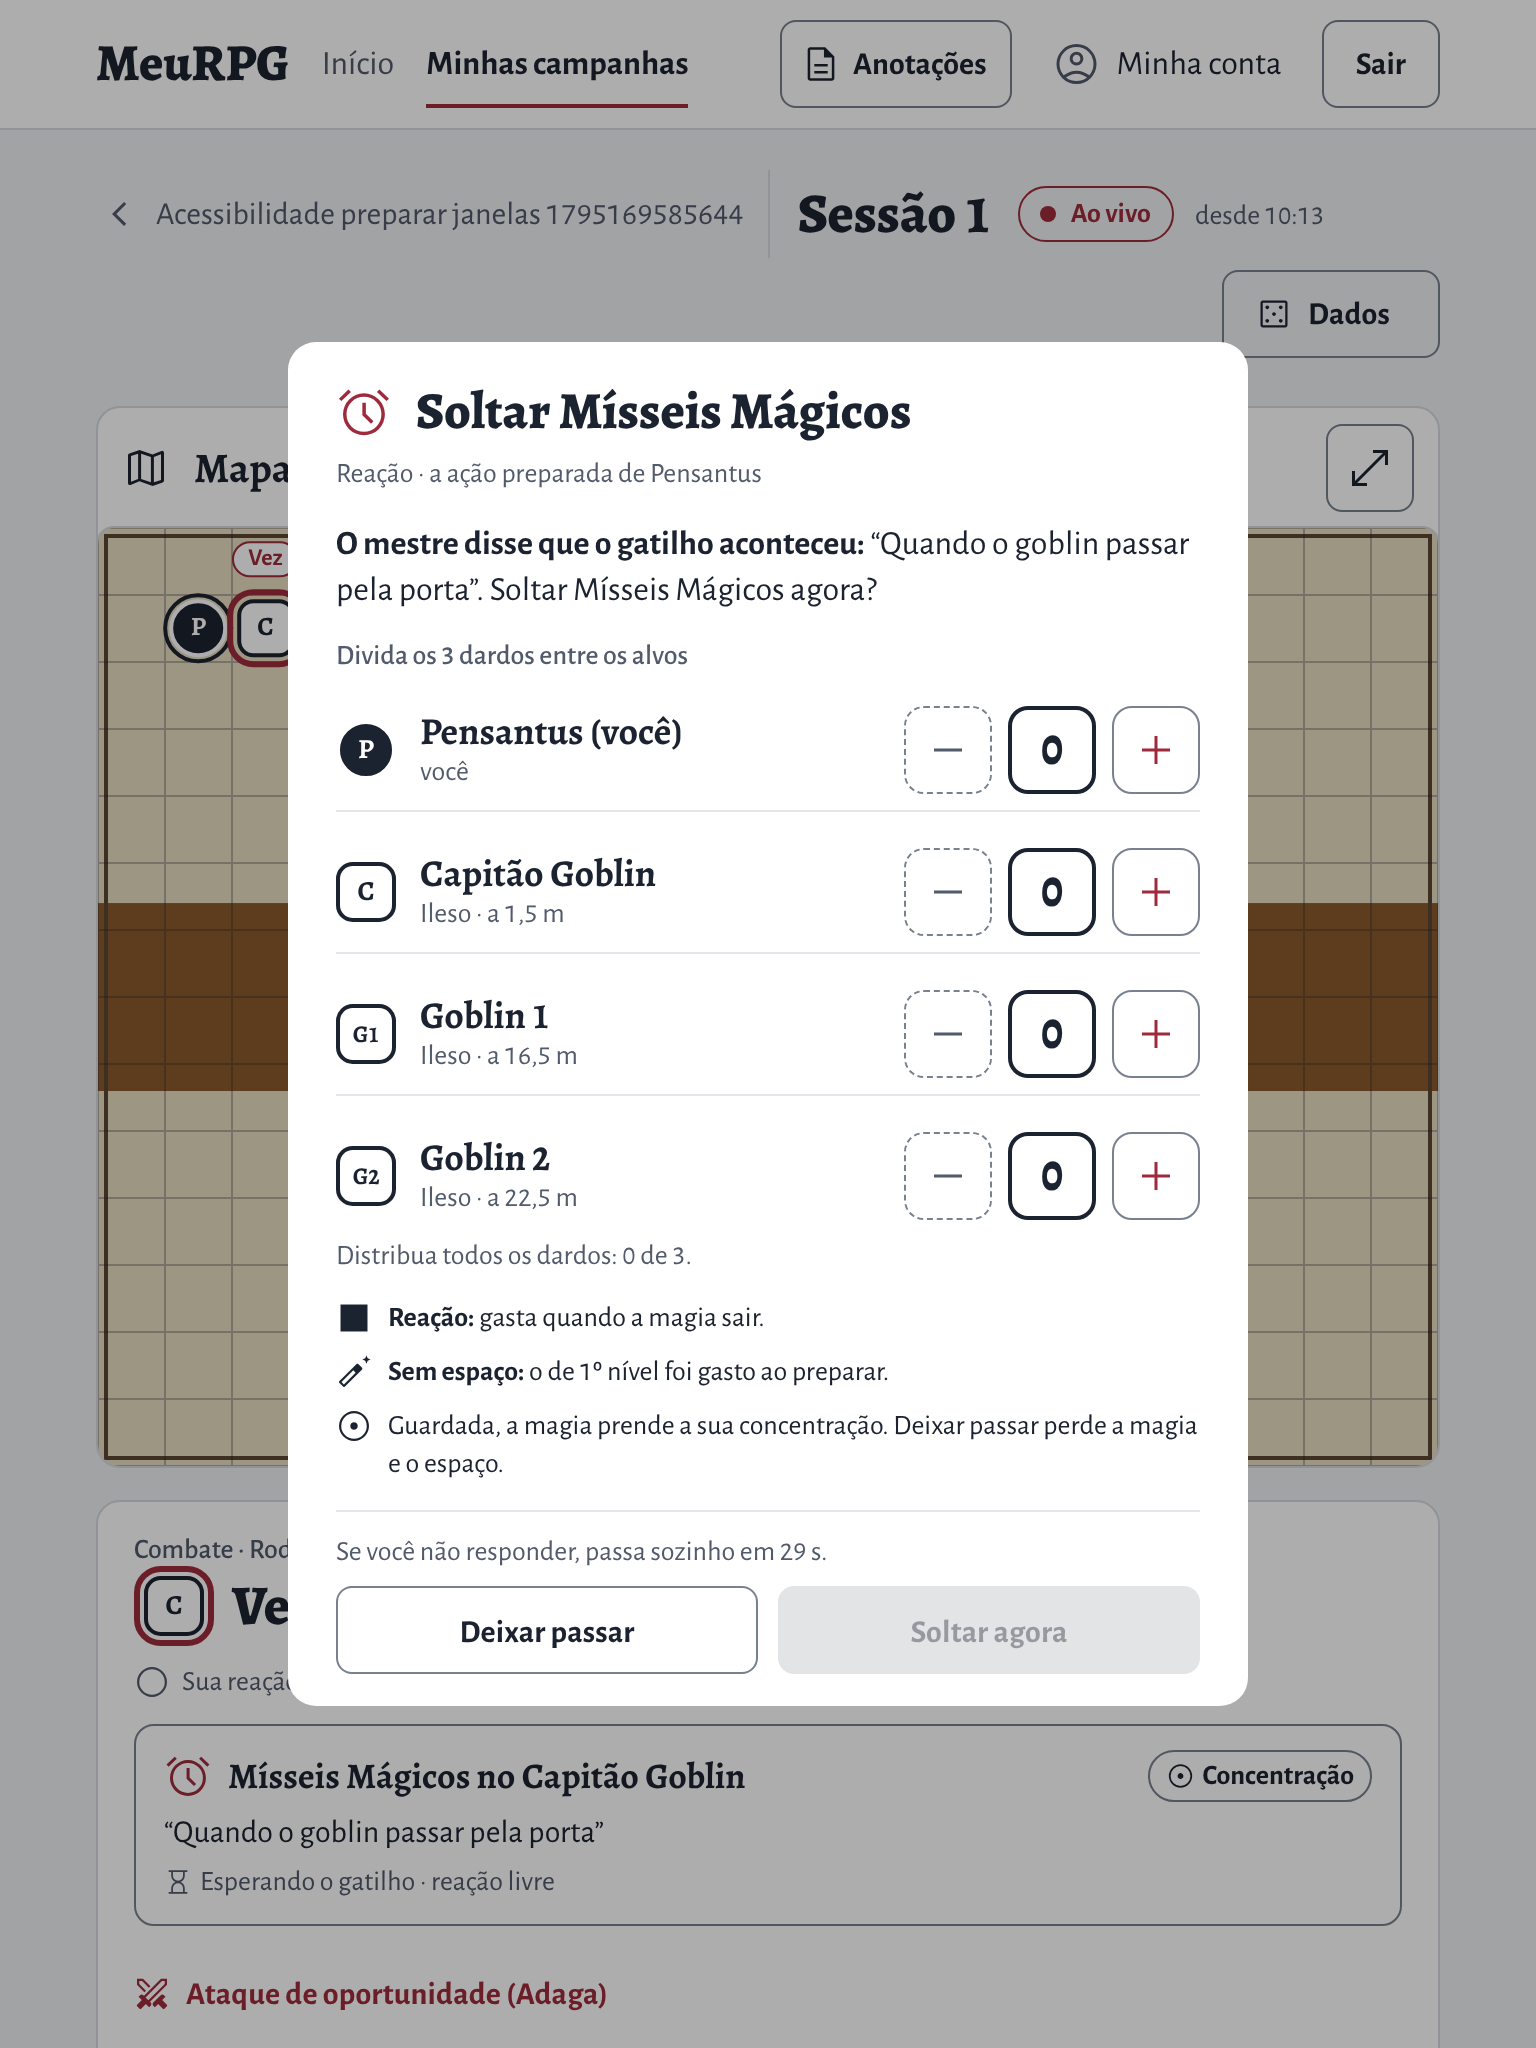 MeuRPG
Início
Minhas campanhas
Anotações
Minha conta
Sair
Acessibilidade preparar janelas 1795169585644
Sessão 1
Ao vivo
desde 10:13
Dados
Mapa
Vez
P
C
Soltar Mísseis Mágicos
Reação · a ação preparada de Pensantus
O mestre disse que o gatilho aconteceu: “Quando o goblin passar
pela porta”. Soltar Mísseis Mágicos agora?
Divida os 3 dardos entre os alvos
P
Pensantus (você)
você
0
C
Capitão Goblin
Ileso · a 1,5 m
0
G1
Goblin 1
Ileso · a 16,5 m
0
G2
Goblin 2
Ileso · a 22,5 m
0
Distribua todos os dardos: 0 de 3.
Reação: gasta quando a magia sair.
Sem espaço: o de 1º nível foi gasto ao preparar.
Guardada, a magia prende a sua concentração. Deixar passar perde a magia
e o espaço.
Se você não responder, passa sozinho em 29 s.
Deixar passar
Soltar agora
Combate ·
C
Sua
Mísseis Mágicos no Capitão Goblin
Concentração
“Quando o goblin passar pela porta”
Esperando o gatilho · reação livre
Ataque de oportunidade (Adaga)